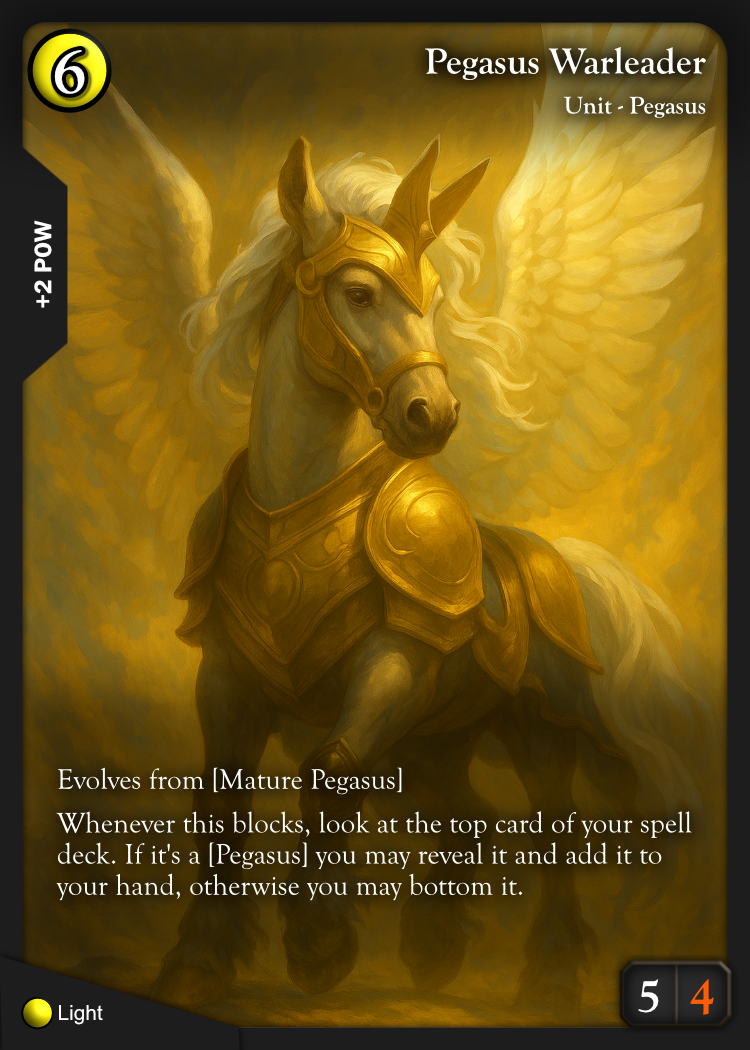 6
Pegasus Warleader
Unit - Pegasus
+2 POW
Evolves from [Mature Pegasus]
Whenever this blocks, look at the top card of your spell
deck. If it's a [Pegasus] you may reveal it and add it to
your hand, otherwise you may bottom it.
Light
5 4